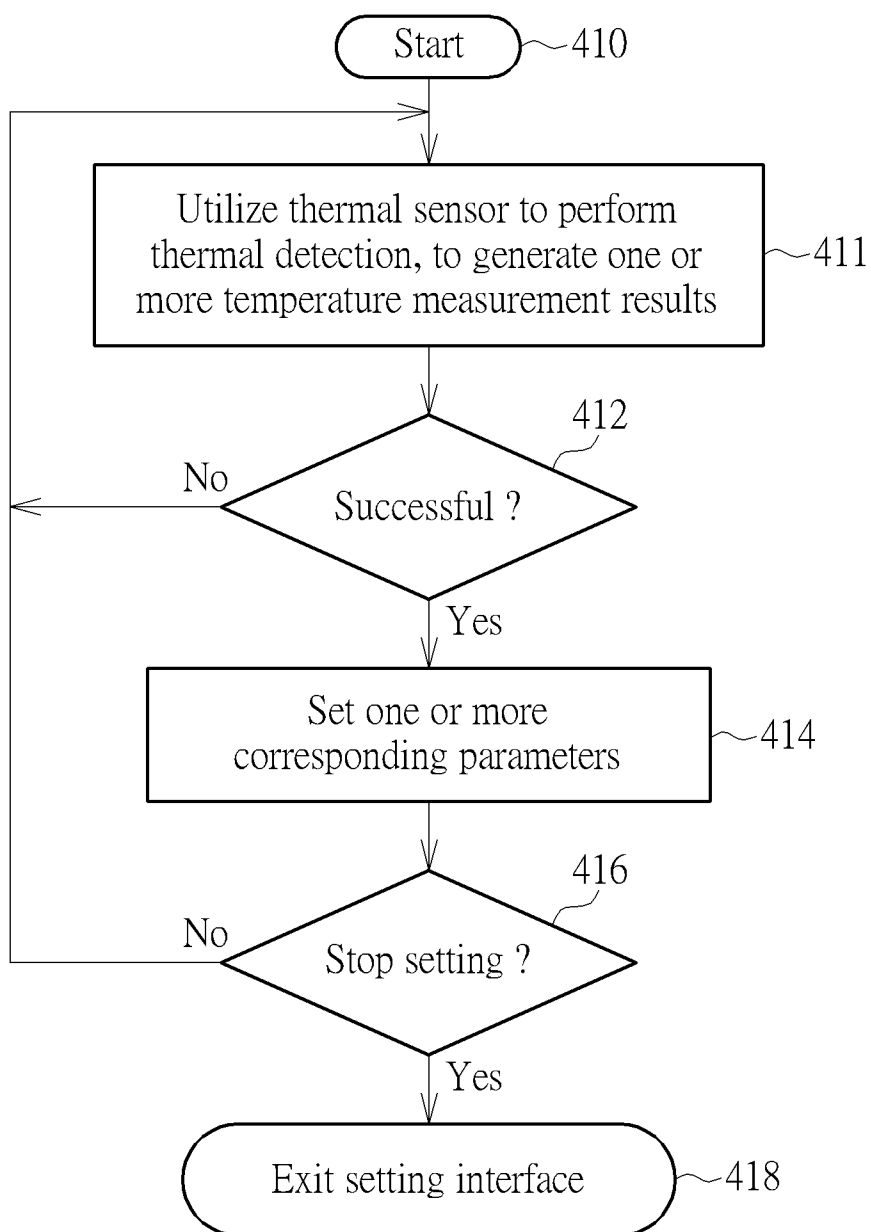 Start
410
Utilize thermal sensor to perform
thermal detection, to generate one or
more temperature measurement results
411
412
No
Successful ?
Yes
Set one or more
corresponding parameters
414
416
No
Stop setting ?
Yes
Exit setting interface
418